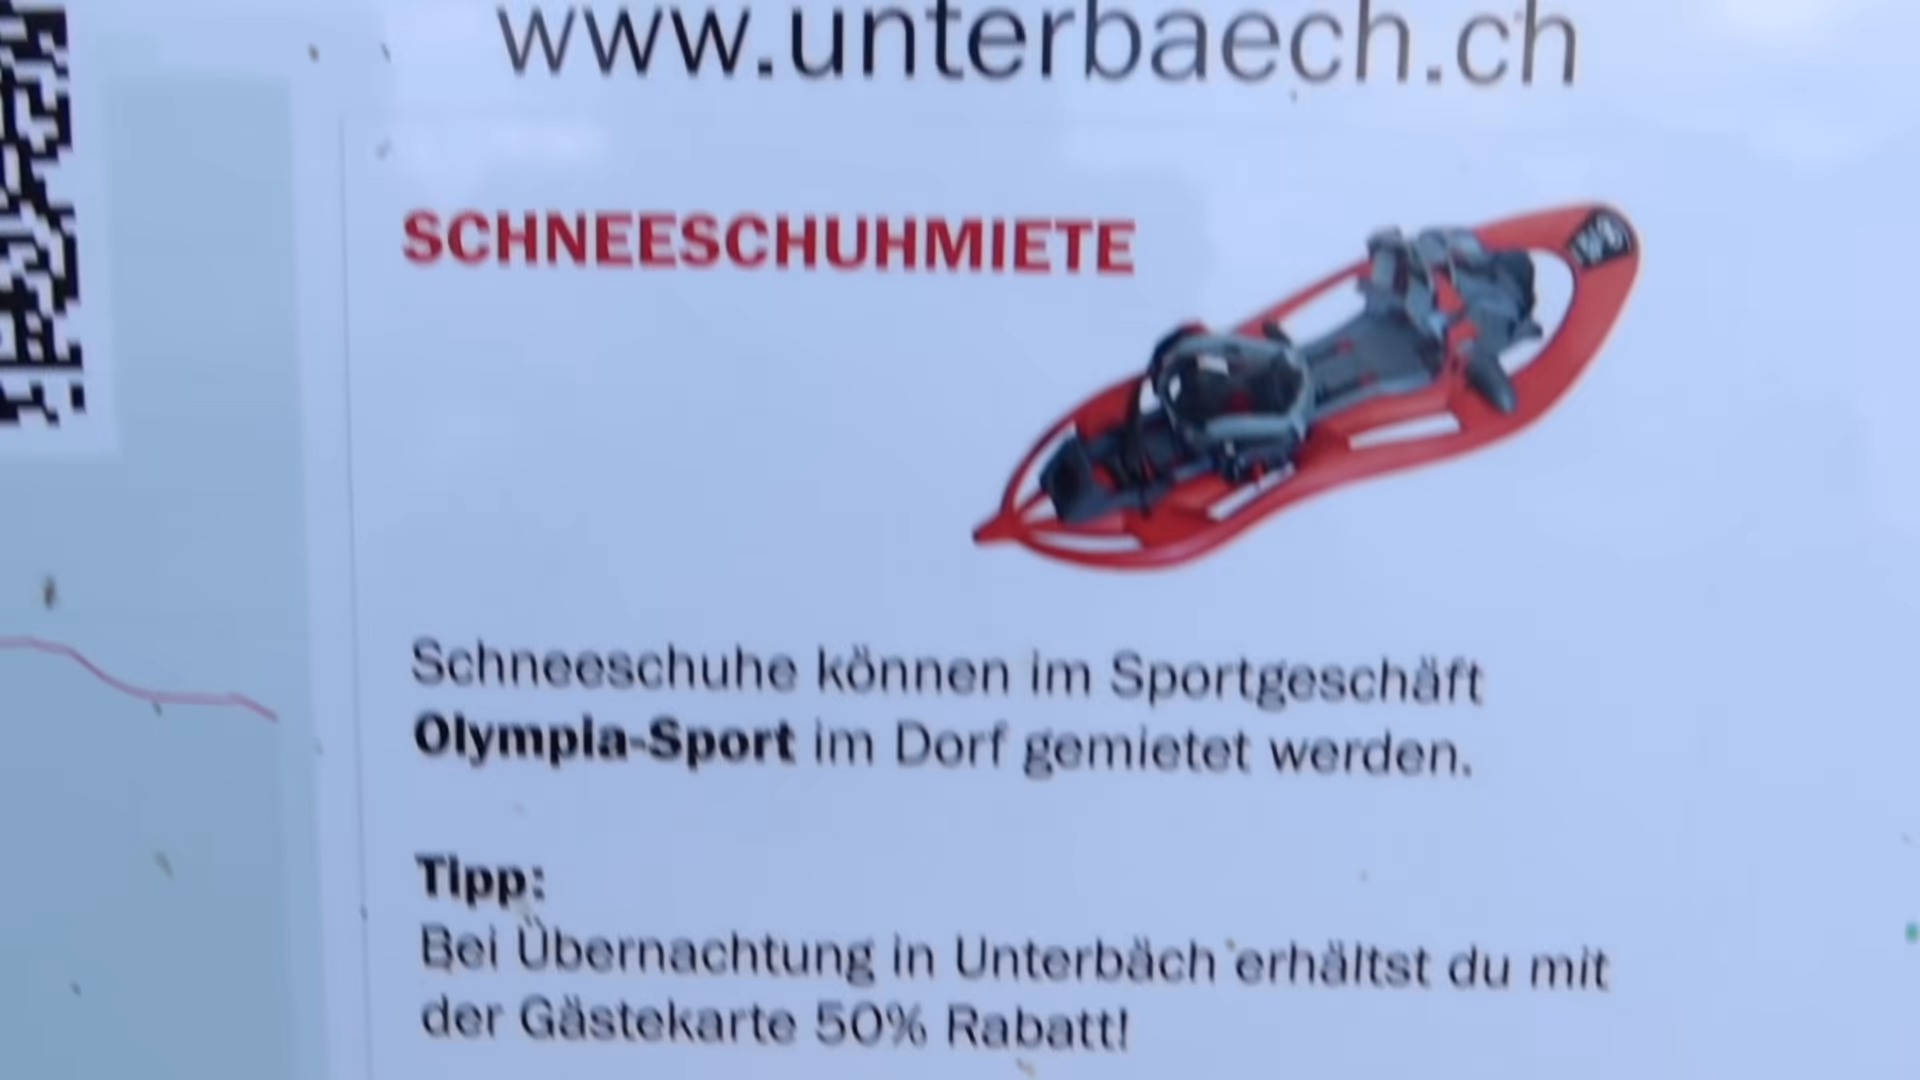 www.unterbaech.ch
SCHNEESCHUHMIETE
Schneeschuhe können im Sportgeschäft
Olympia-Sport im Dorf gemietet werden.
Tipp:
Bei Übernachtung in Unterbäch erhältst du mit
der Gästekarte 50% Rabatt!